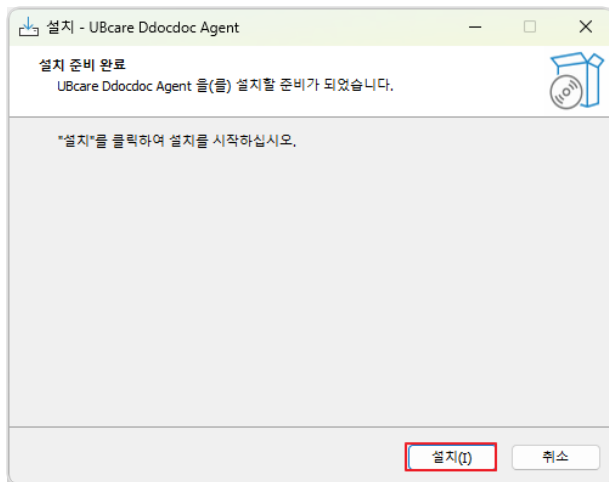 설치 - UBcare Ddocdoc Agent
설치 준비 완료
UBcare Ddocdoc Agent 을(를) 설치할 준비가 되었습니다.
"설치"를 클릭하여 설치를 시작하십시오.
설치(I)
취소